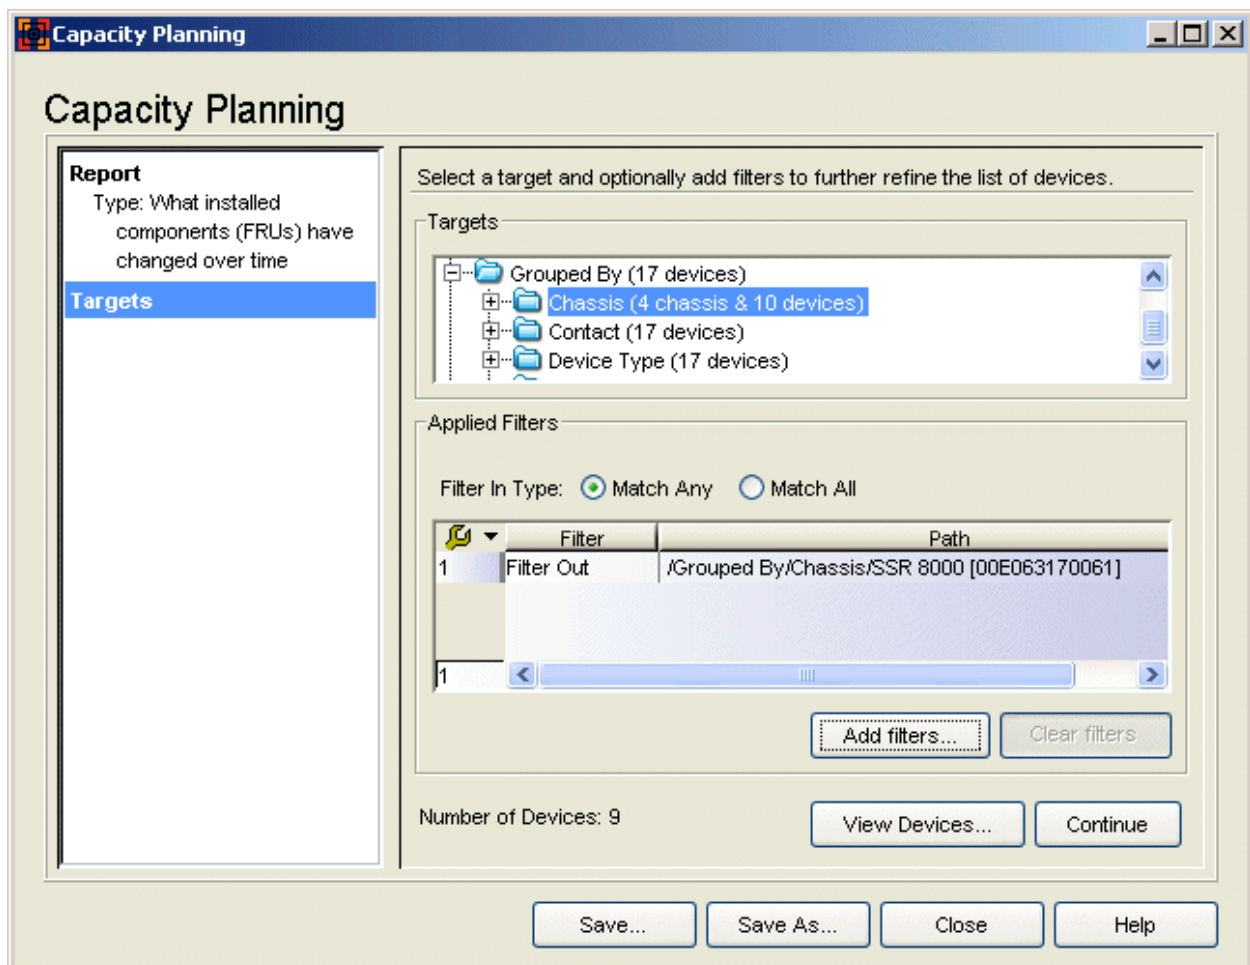 Capacity Planning
Capacity Planning
Report
Type: What installed
components (FRUs) have
changed over time
Targets
Select a target and optionally add filters to further refine the list of devices.
Targets
Grouped By (17 devices)
Chassis (4 chassis & 10 devices)
Contact (17 devices)
Device Type (17 devices)
Applied Filters
Filter In Type: Match Any Match All
Filter Path
1 Filter Out /Grouped By/Chassis/SSR 8000 [00E063170061]
1
Add filters... Clear filters
Number of Devices: 9 View Devices... Continue
Save... Save As... Close Help